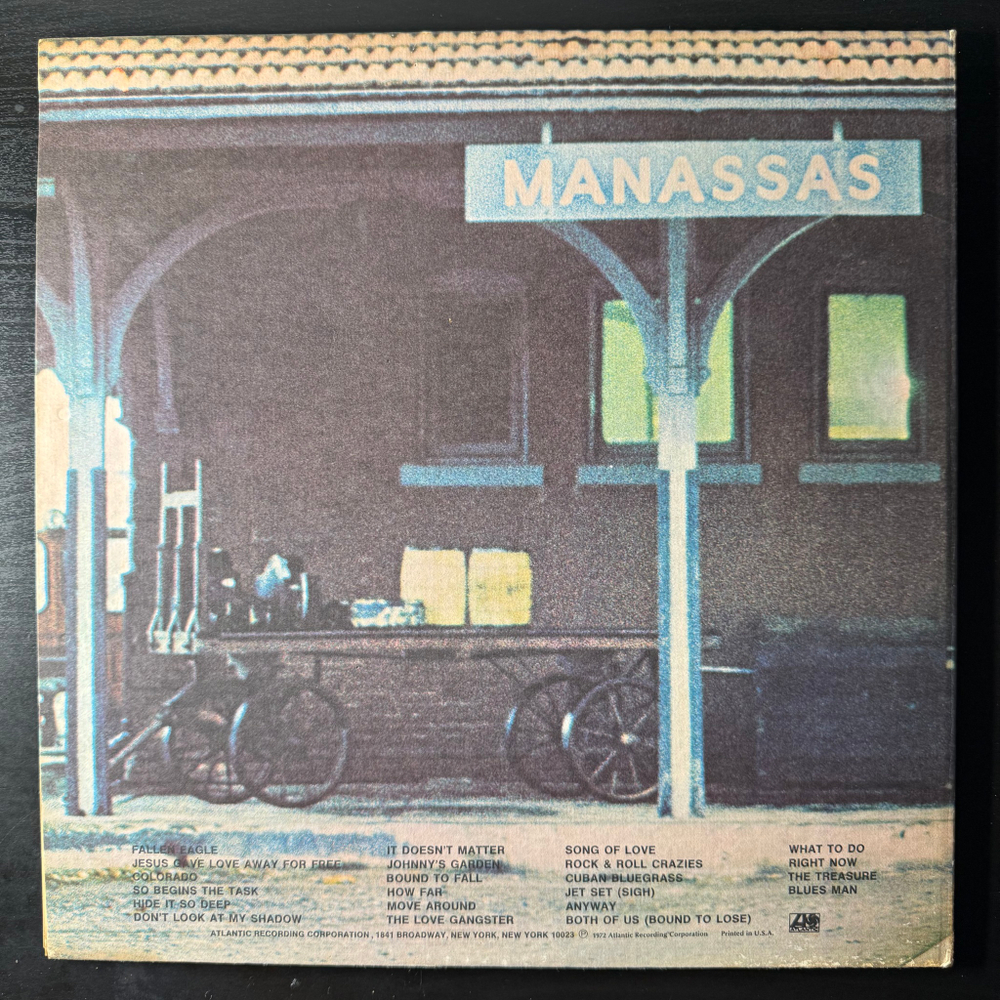 MANASSAS
FALLEN EAGLE
JESUS GAVE LOVE AWAY FOR FREE
COLORADO
SO BEGINS THE TASK
HIDE IT SO DEEP
DON'T LOOK AT MY SHADOW
IT DOESN'T MATTER
JOHNNY'S GARDEN
BOUND TO FALL
HOW FAR
MOVE AROUND
THE LOVE GANGSTER
SONG OF LOVE
ROCK & ROLL CRAZIES
CUBAN BLUEGRASS
JET SET (SIGH)
ANYWAY
BOTH OF US (BOUND TO LOSE)
WHAT TO DO
RIGHT NOW
THE TREASURE
BLUES MAN
ATLANTIC
ATLANTIC RECORDING CORPORATION, 1841 BROADWAY, NEW YORK, NEW YORK 10023 ℗ 1972 Atlantic Recording Corporation Printed in U.S.A.